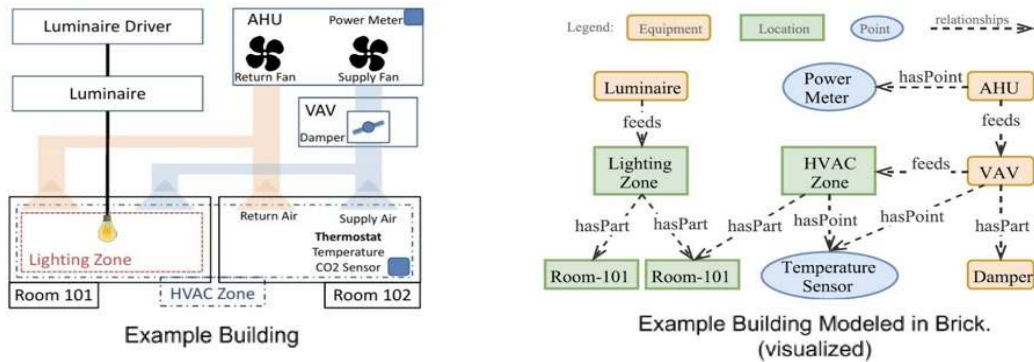 Luminaire Driver
Luminaire
AHU
Power Meter
Return Fan
Supply Fan
VAV
Damper
Return Air
Supply Air
Thermostat
Temperature
CO2 Sensor
Lighting Zone
Room 101
HVAC Zone
Room 102
Example Building
Legend:
Equipment
Location
Point
relationships
Luminaire
Power
Meter
hasPoint
AHU
feeds
feeds
Lighting
Zone
HVAC
Zone
feeds
VAV
hasPart
hasPart
hasPart
hasPoint
hasPoint
hasPart
Room-101
Room-101
Temperature
Sensor
Damper
Example Building Modeled in Brick.
(visualized)